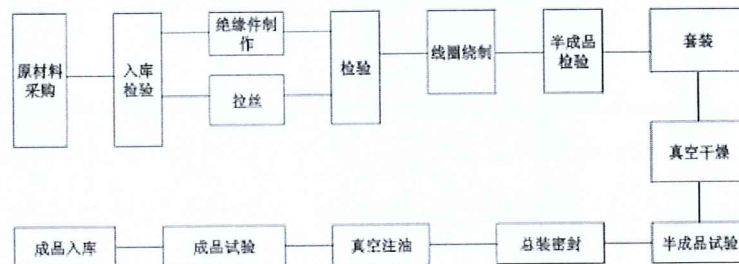 原材料
采购
入库
检验
绝缘件制
作
拉丝
检验
线圈绕制
半成品
检验
套装
真空干燥
半成品试验
总装密封
真空注油
成品试验
成品入库